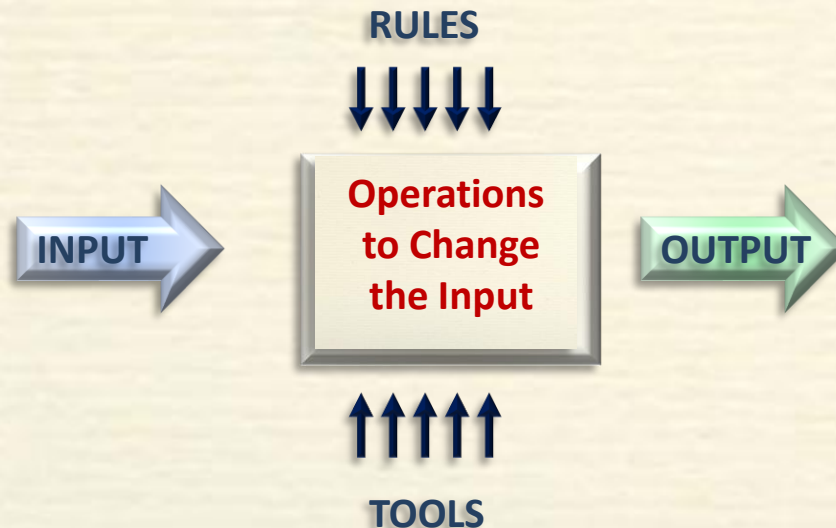 RULES
INPUT
Operations
to Change
the Input
OUTPUT
TOOLS